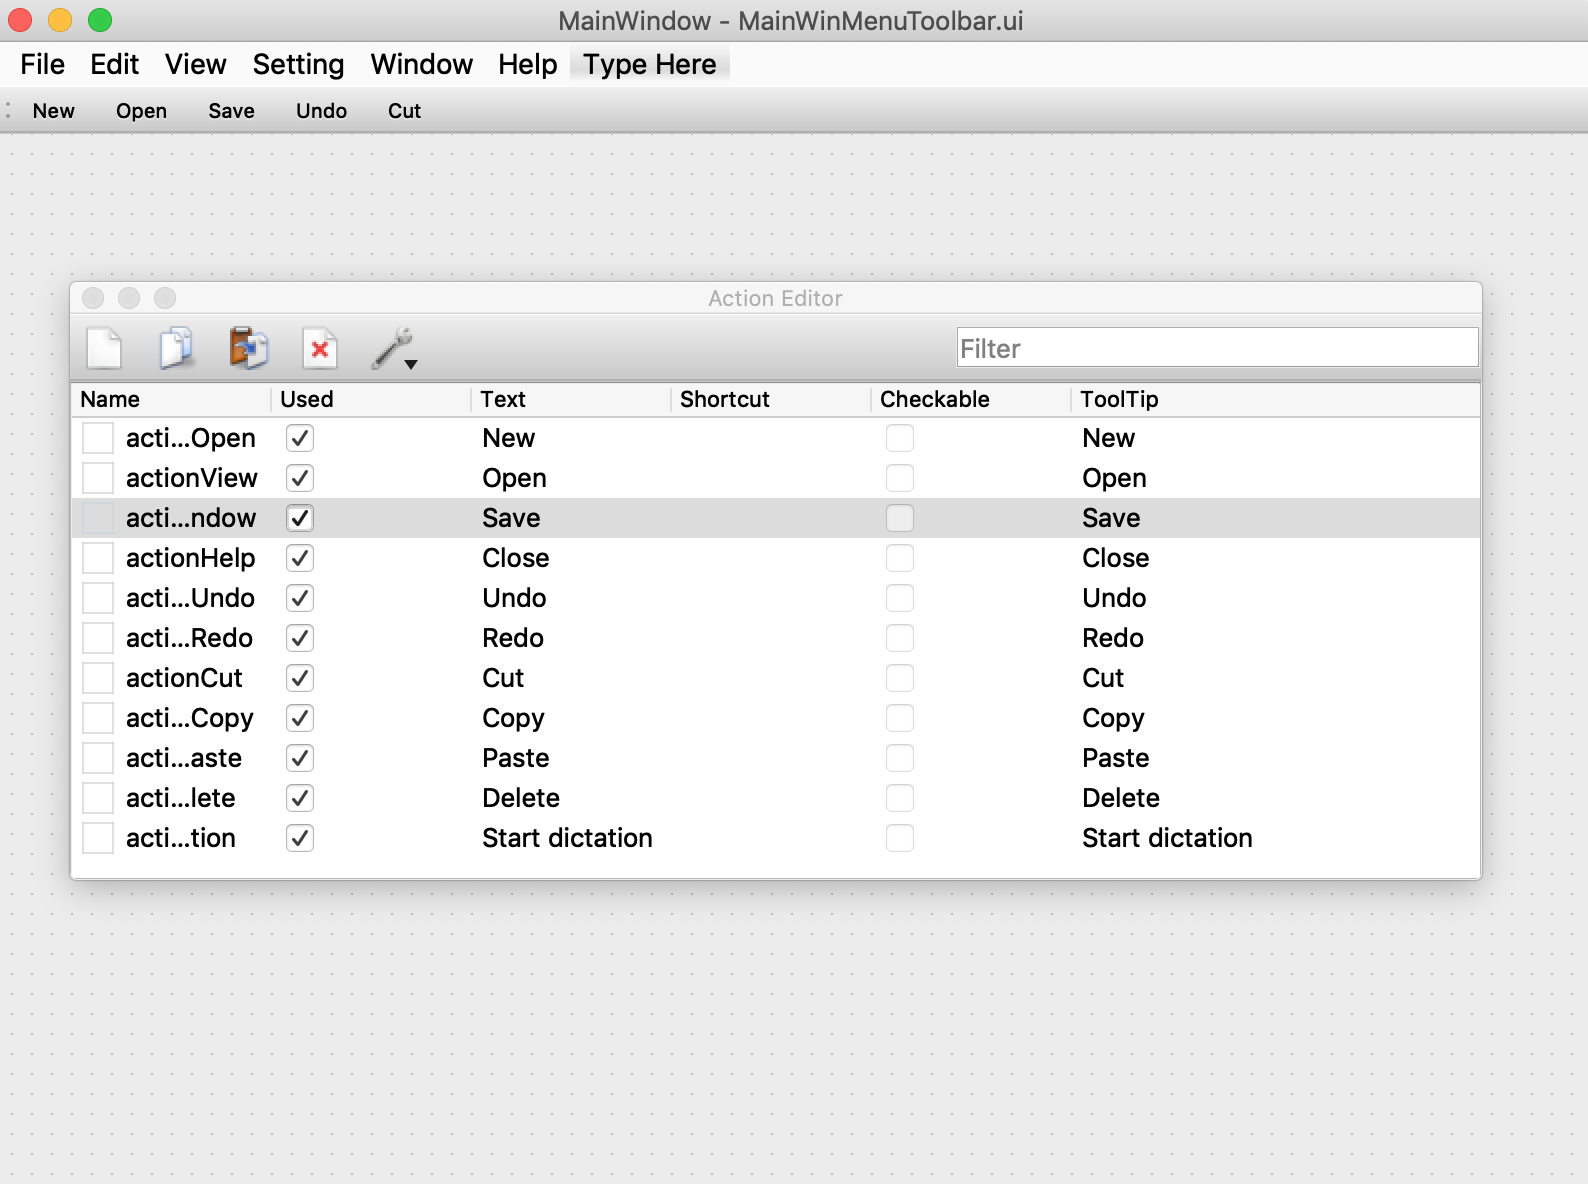 MainWindow - MainWinMenuToolbar.ui
File Edit View Setting Window Help Type Here
New Open Save Undo Cut
Action Editor
Filter
Name Used Text Shortcut Checkable ToolTip
acti...Open New New
actionView Open Open
acti...ndow Save Save
actionHelp Close Close
acti...Undo Undo Undo
acti...Redo Redo Redo
actionCut Cut Cut
acti...Copy Copy Copy
acti...aste Paste Paste
acti...lete Delete Delete
acti...tion Start dictation Start dictation